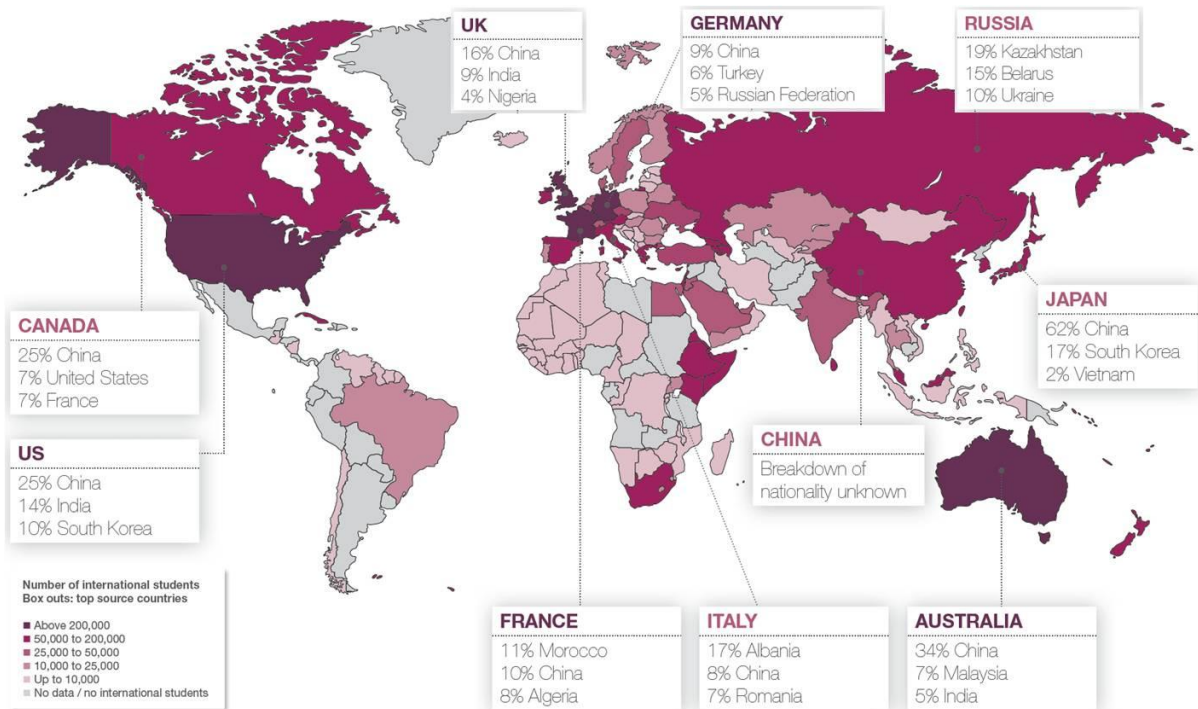 UK
16% China
9% India
4% Nigeria
GERMANY
9% China
6% Turkey
5% Russian Federation
RUSSIA
19% Kazakhstan
15% Belarus
10% Ukraine
CANADA
25% China
7% United States
7% France
JAPAN
62% China
17% South Korea
2% Vietnam
US
25% China
14% India
10% South Korea
CHINA
Breakdown of
nationality unknown
Number of international students
Box outs: top source countries
Above 200,000
50,000 to 200,000
25,000 to 50,000
10,000 to 25,000
Up to 10,000
No data / no international students
FRANCE
11% Morocco
10% China
8% Algeria
ITALY
17% Albania
8% China
7% Romania
AUSTRALIA
34% China
7% Malaysia
5% India